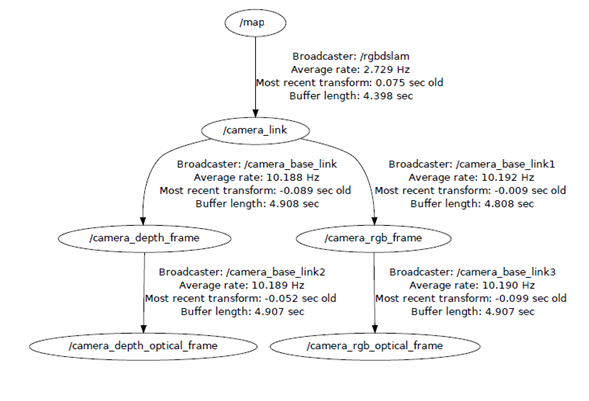 /map
Broadcaster: /rgbdslam
Average rate: 2.729 Hz
Most recent transform: 0.075 sec old
Buffer length: 4.398 sec
/camera_link
Broadcaster: /camera_base_link
Average rate: 10.188 Hz
Most recent transform: -0.089 sec old
Buffer length: 4.908 sec
Broadcaster: /camera_base_link1
Average rate: 10.192 Hz
Most recent transform: -0.009 sec old
Buffer length: 4.808 sec
/camera_depth_frame
/camera_rgb_frame
Broadcaster: /camera_base_link2
Average rate: 10.189 Hz
Most recent transform: -0.052 sec old
Buffer length: 4.907 sec
Broadcaster: /camera_base_link3
Average rate: 10.190 Hz
Most recent transform: -0.099 sec old
Buffer length: 4.907 sec
/camera_depth_optical_frame
/camera_rgb_optical_frame